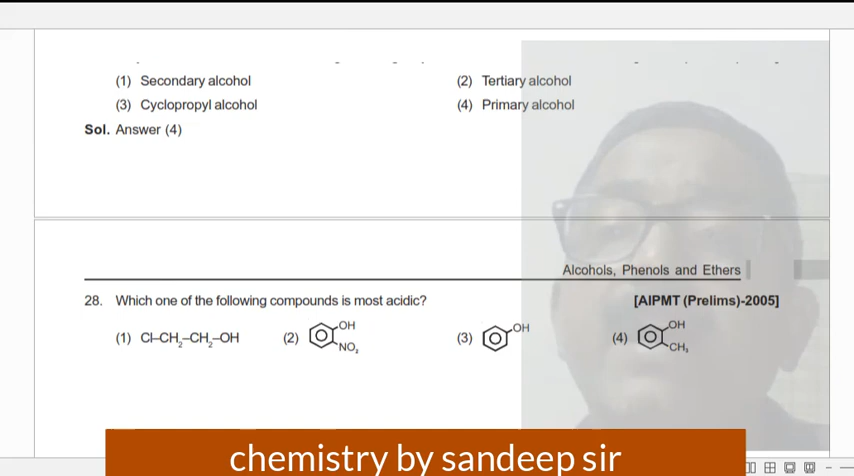 (1) Secondary alcohol (2) Tertiary alcohol
(3) Cyclopropyl alcohol (4) Primary alcohol
Sol. Answer (4)
Alcohols, Phenols and Ethers
28. Which one of the following compounds is most acidic? [AIPMT (Prelims)-2005]
(1) Cl–CH₂–CH₂–OH (2) OH NO₂ (3) OH (4) OH CH₃
chemistry by sandeep sir